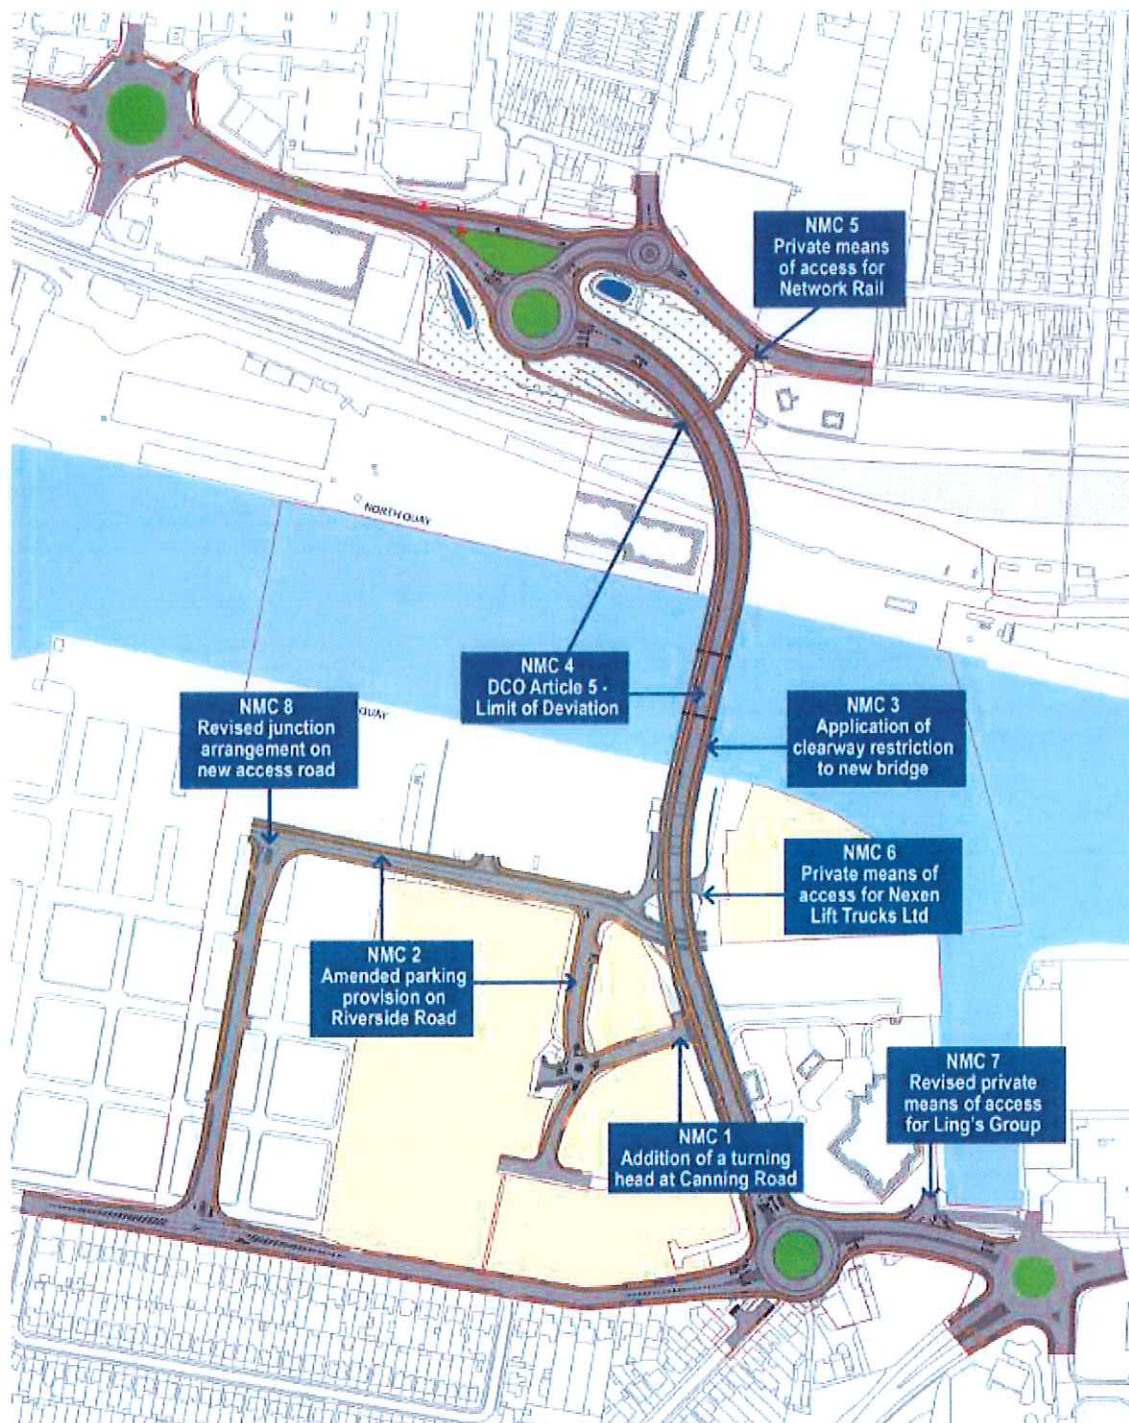 NMC 5
Private means
of access for
Network Rail
NORTH QUAY
NMC 4
DCO Article 5 -
Limit of Deviation
NMC 8
Revised junction
arrangement on
new access road
QUAY
NMC 3
Application of
clearway restriction
to new bridge
NMC 6
Private means of
access for Nexen
Lift Trucks Ltd
NMC 2
Amended parking
provision on
Riverside Road
NMC 7
Revised private
means of access
for Ling's Group
NMC 1
Addition of a turning
head at Canning Road